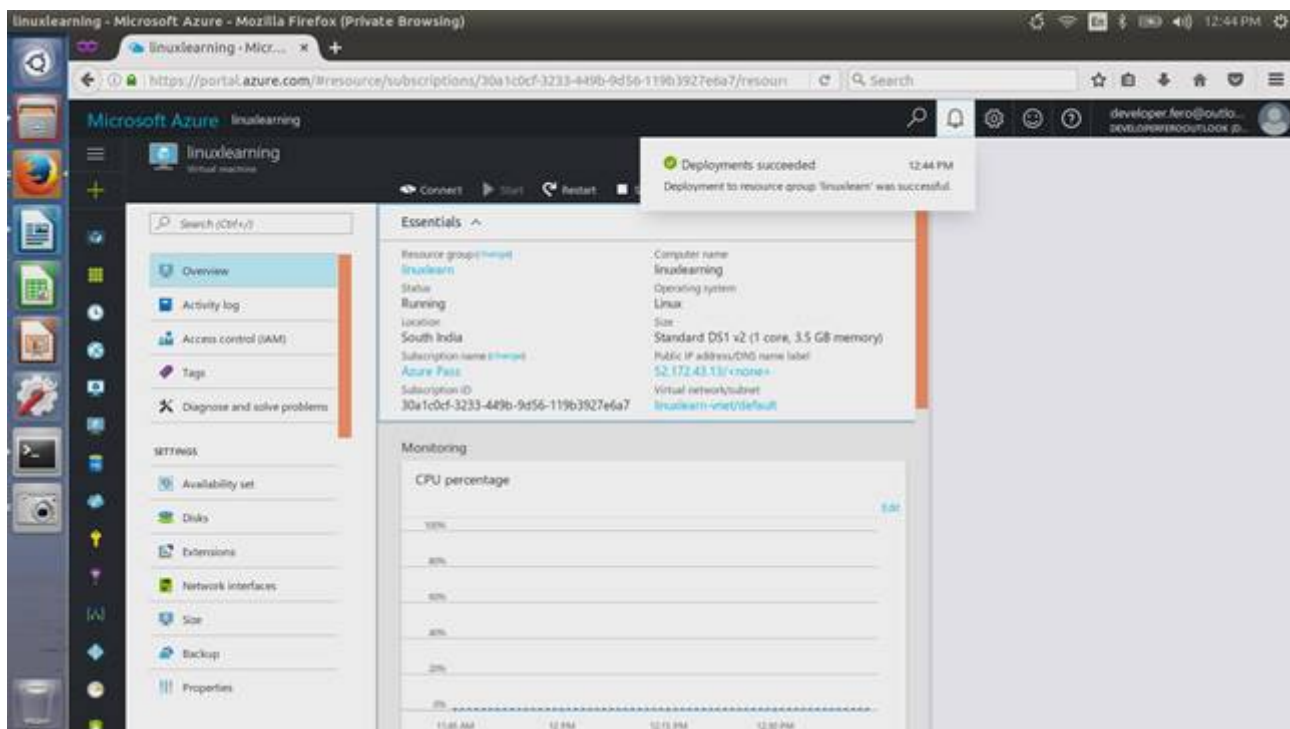 linuxlearning - Microsoft Azure - Mozilla Firefox (Private Browsing)
En
12:44 PM
linuxlearning - Micr... × +
https://portal.azure.com/#resource/subscriptions/30a1c0cf-3233-449b-9d56-119b3927e6a7/resour
Search
Microsoft Azure linuxlearning
developer.fero@outlo...
linuxlearning
Virtual machine
Deployments succeeded 12:44 PM
Deployment to resource group 'linuxlearn' was successful.
Connect Start Restart
Search (Ctrl+/)
Overview
Activity log
Access control (IAM)
Tags
Diagnose and solve problems
SETTINGS
Availability set
Disks
Extensions
Network interfaces
Size
Backup
Properties
Essentials
Resource group (change)
linuxlearn
Status
Running
Location
South India
Subscription name (change)
Azure Pass
Subscription ID
30a1c0cf-3233-449b-9d56-119b3927e6a7
Computer name
linuxlearning
Operating system
Linux
Size
Standard DS1 v2 (1 core, 3.5 GB memory)
Public IP address/DNS name label
52.172.43.13/<none>
Virtual network/subnet
linuxlearn-vnet/default
Monitoring
CPU percentage
Edit
100%
80%
60%
40%
20%
0%
11:45 AM 12 PM 12:15 PM 12:30 PM